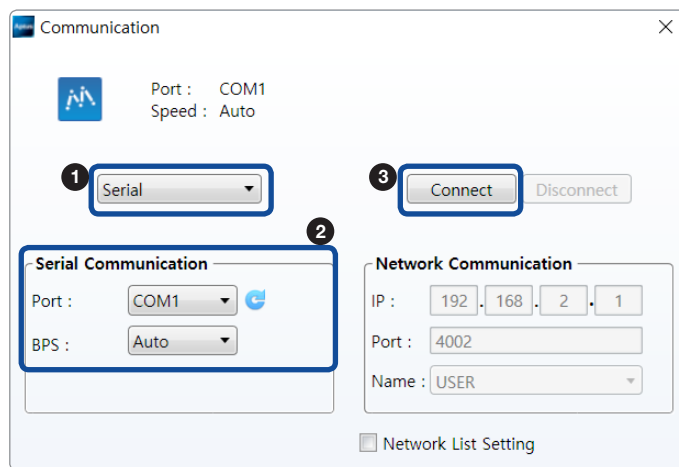 Communication
Port : COM1
Speed : Auto
1 Serial
3 Connect Disconnect
2
Serial Communication
Port : COM1
BPS : Auto
Network Communication
IP : 192 . 168 . 2 . 1
Port : 4002
Name : USER
Network List Setting